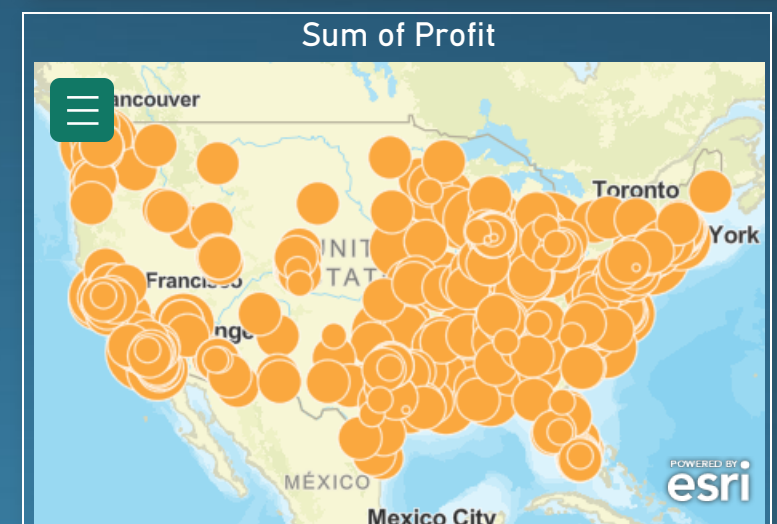 Sum of Profit
ancouver
Toronto
York
UNIT
TAT
Francisco
nge
MÉXICO
Mexico City
POWERED BY
esri